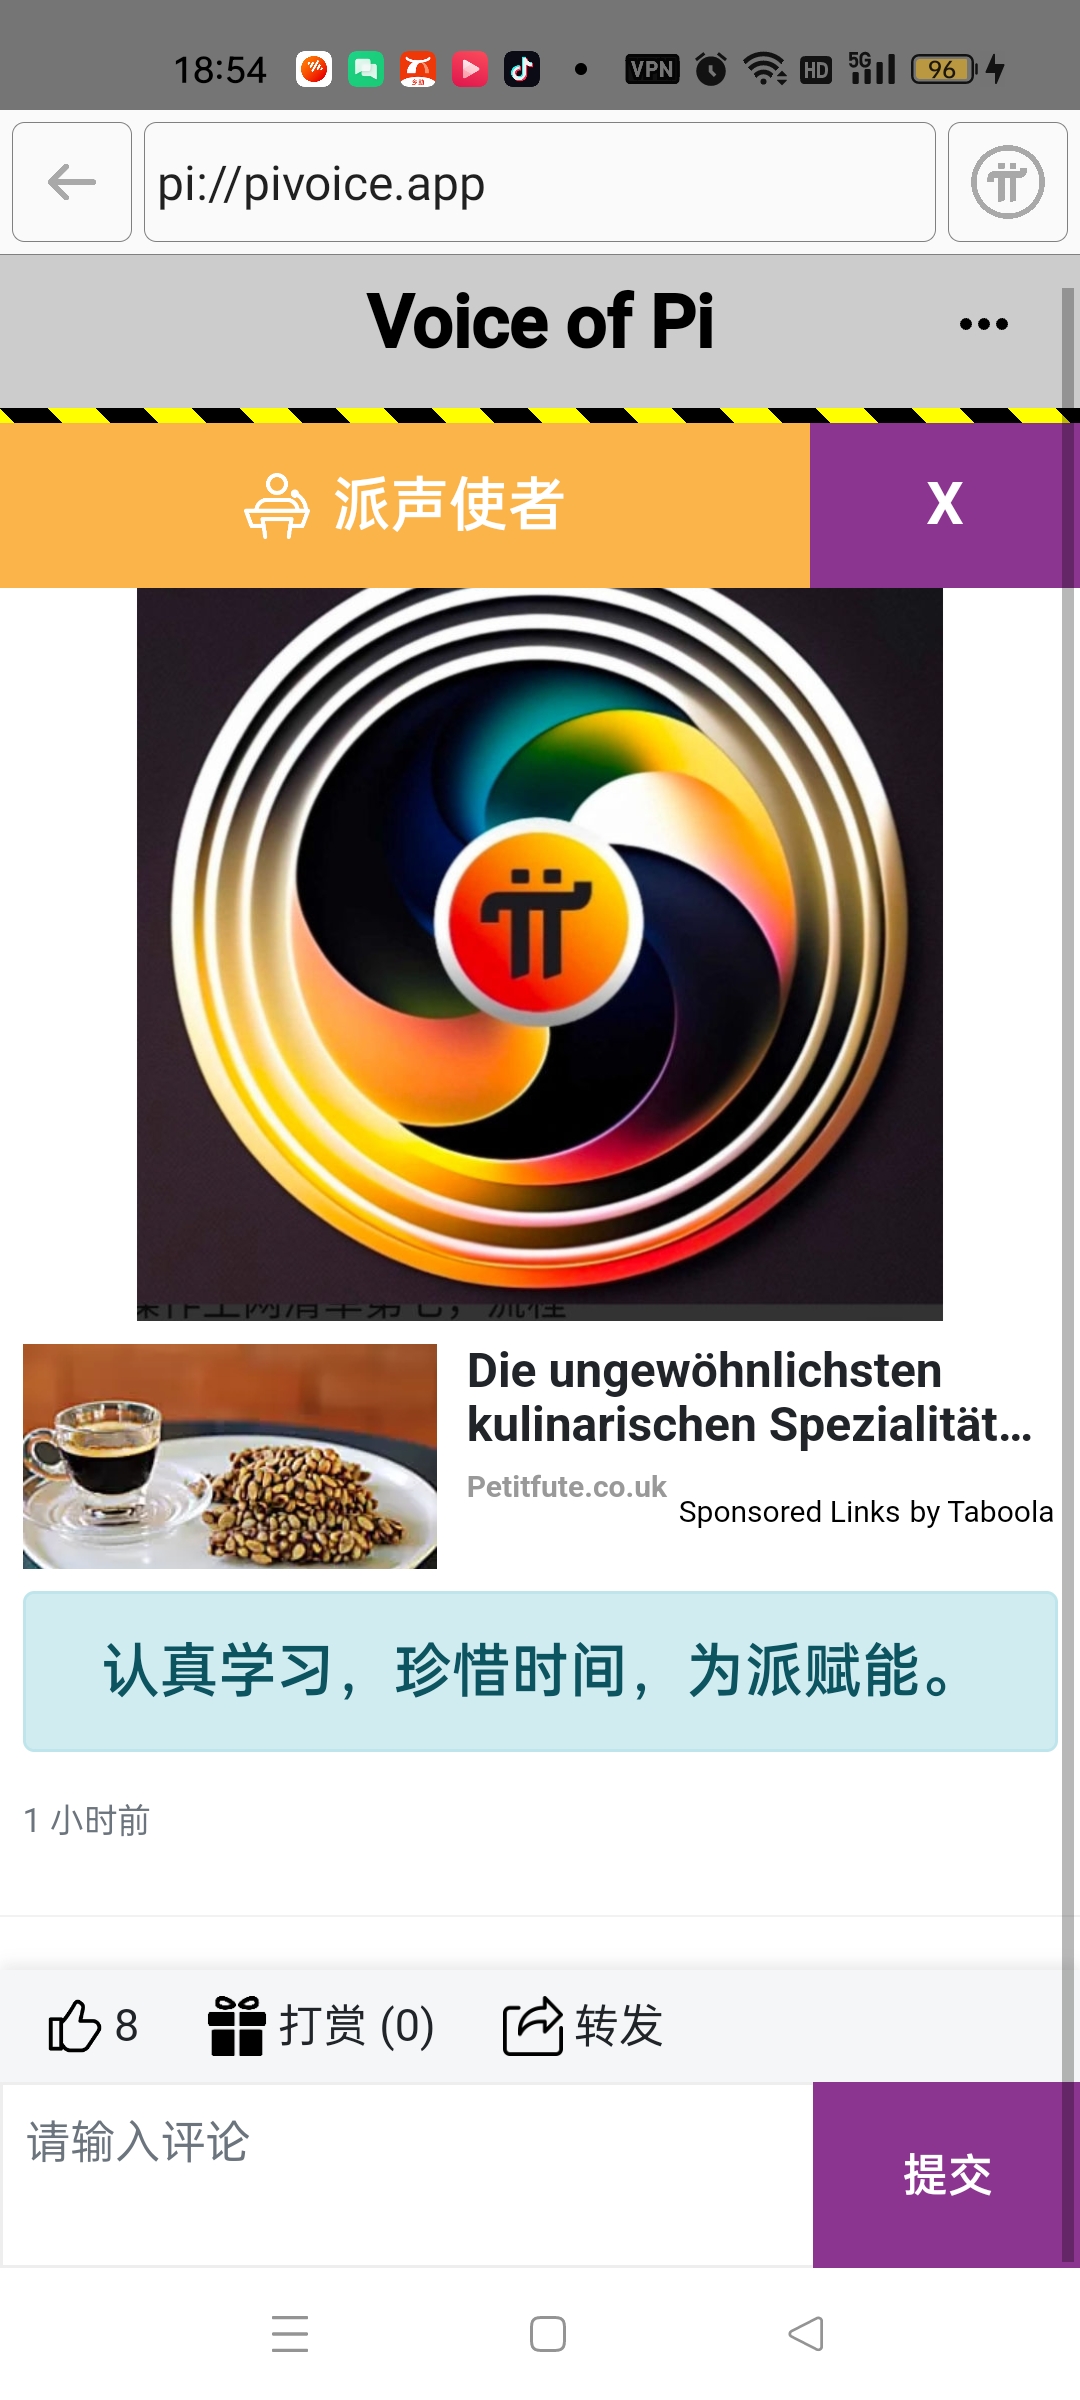 18:54 VPN HD 5G 96
pi://pivoice.app
Voice of Pi
派声使者 X
Die ungewöhnlichsten
kulinarischen Spezialität...
Petitfute.co.uk
Sponsored Links by Taboola
认真学习，珍惜时间，为派赋能。
1 小时前
8 打赏 (0) 转发
请输入评论
提交